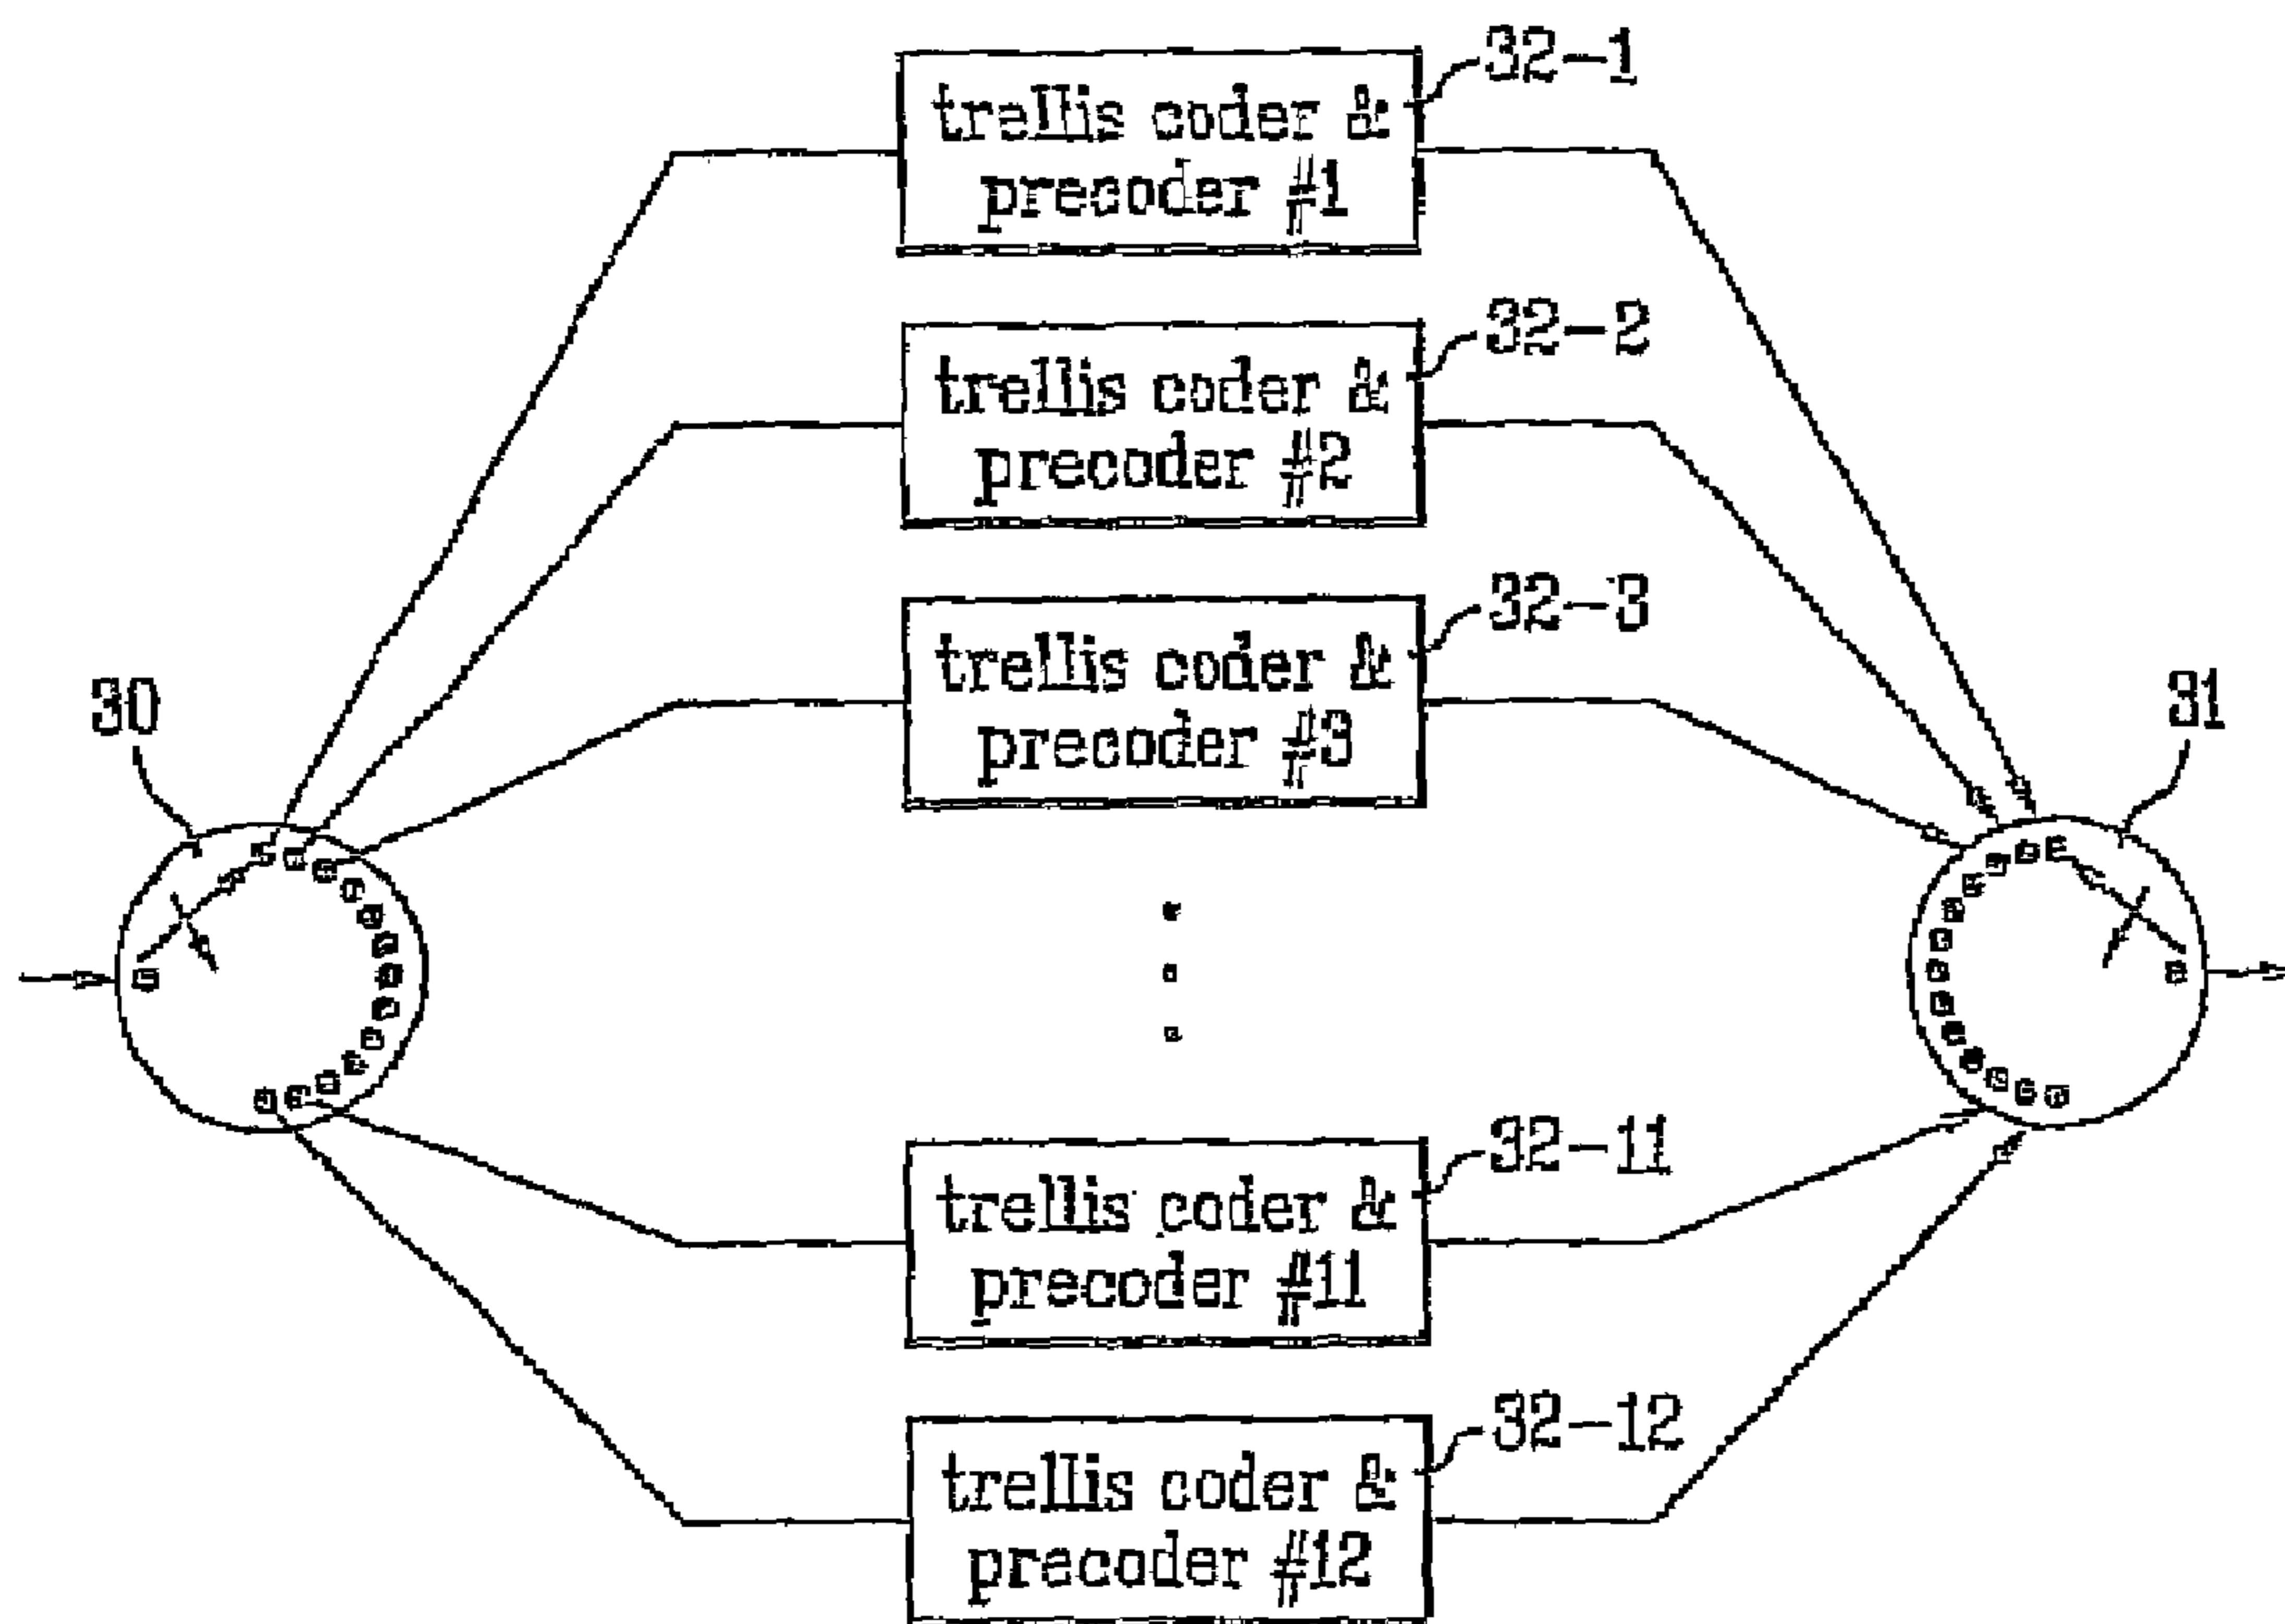 32-1
trellis coder &
precoder #1
32-2
trellis coder &
precoder #2
32-3
trellis coder &
precoder #3
30
31
32-11
trellis coder &
precoder #11
32-12
trellis coder &
precoder #12